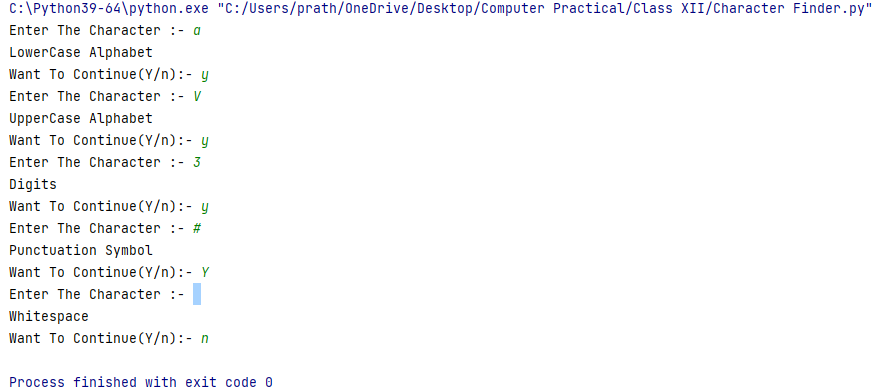 C:\Python39-64\python.exe "C:/Users/prath/OneDrive/Desktop/Computer Practical/Class XII/Character Finder.py"
Enter The Character :- a
LowerCase Alphabet
Want To Continue(Y/n):- y
Enter The Character :- V
UpperCase Alphabet
Want To Continue(Y/n):- y
Enter The Character :- 3
Digits
Want To Continue(Y/n):- y
Enter The Character :- #
Punctuation Symbol
Want To Continue(Y/n):- Y
Enter The Character :-
Whitespace
Want To Continue(Y/n):- n
Process finished with exit code 0